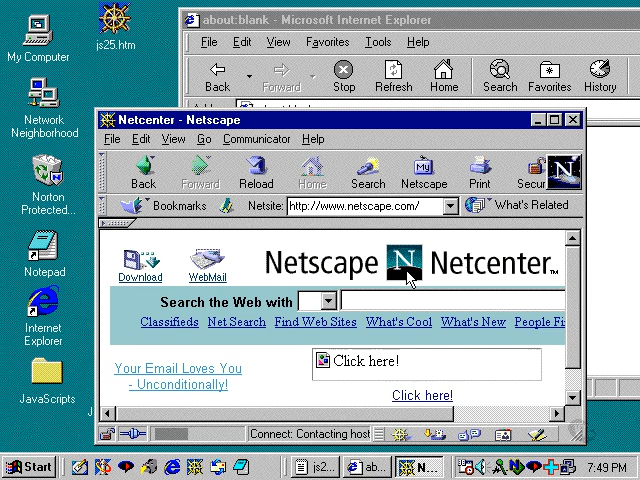 My Computer
js25.htm
Network
Neighborhood
Norton
Protected...
Notepad
Internet
Explorer
JavaScripts
about:blank - Microsoft Internet Explorer
File Edit View Favorites Tools Help
Back Forward Stop Refresh Home Search Favorites History
Netcenter - Netscape
File Edit View Go Communicator Help
Back Forward Reload Home Search Netscape Print Secur
My
N
Bookmarks Netsite: http://www.netscape.com/ What's Related
Download WebMail
Netscape N Netcenter™
Search the Web with
Classifieds Net Search Find Web Sites What's Cool What's New People Fi
Your Email Loves You
- Unconditionally!
Click here!
Click here!
Connect: Contacting host
Start js2... ab... N... 7:49 PM